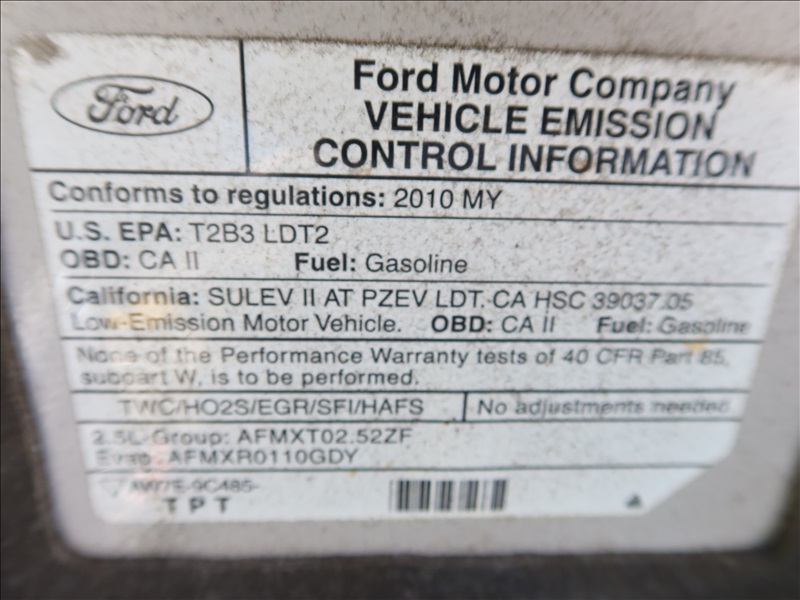 Ford
Ford Motor Company
VEHICLE EMISSION
CONTROL INFORMATION
Conforms to regulations: 2010 MY
U.S. EPA: T2B3 LDT2
OBD: CA II Fuel: Gasoline
California: SULEV II AT PZEV LDT. CA HSC 39037.05
Low-Emission Motor Vehicle. OBD: CA II Fuel: Gasoline
None of the Performance Warranty tests of 40 CFR Part 85,
subpart W, is to be performed.
TWC/HO2S/EGR/SFI/HAFS No adjustments needed.
2.5L-Group: AFMXT02.52ZF
Evap: AFMXR0110GDY
T P T